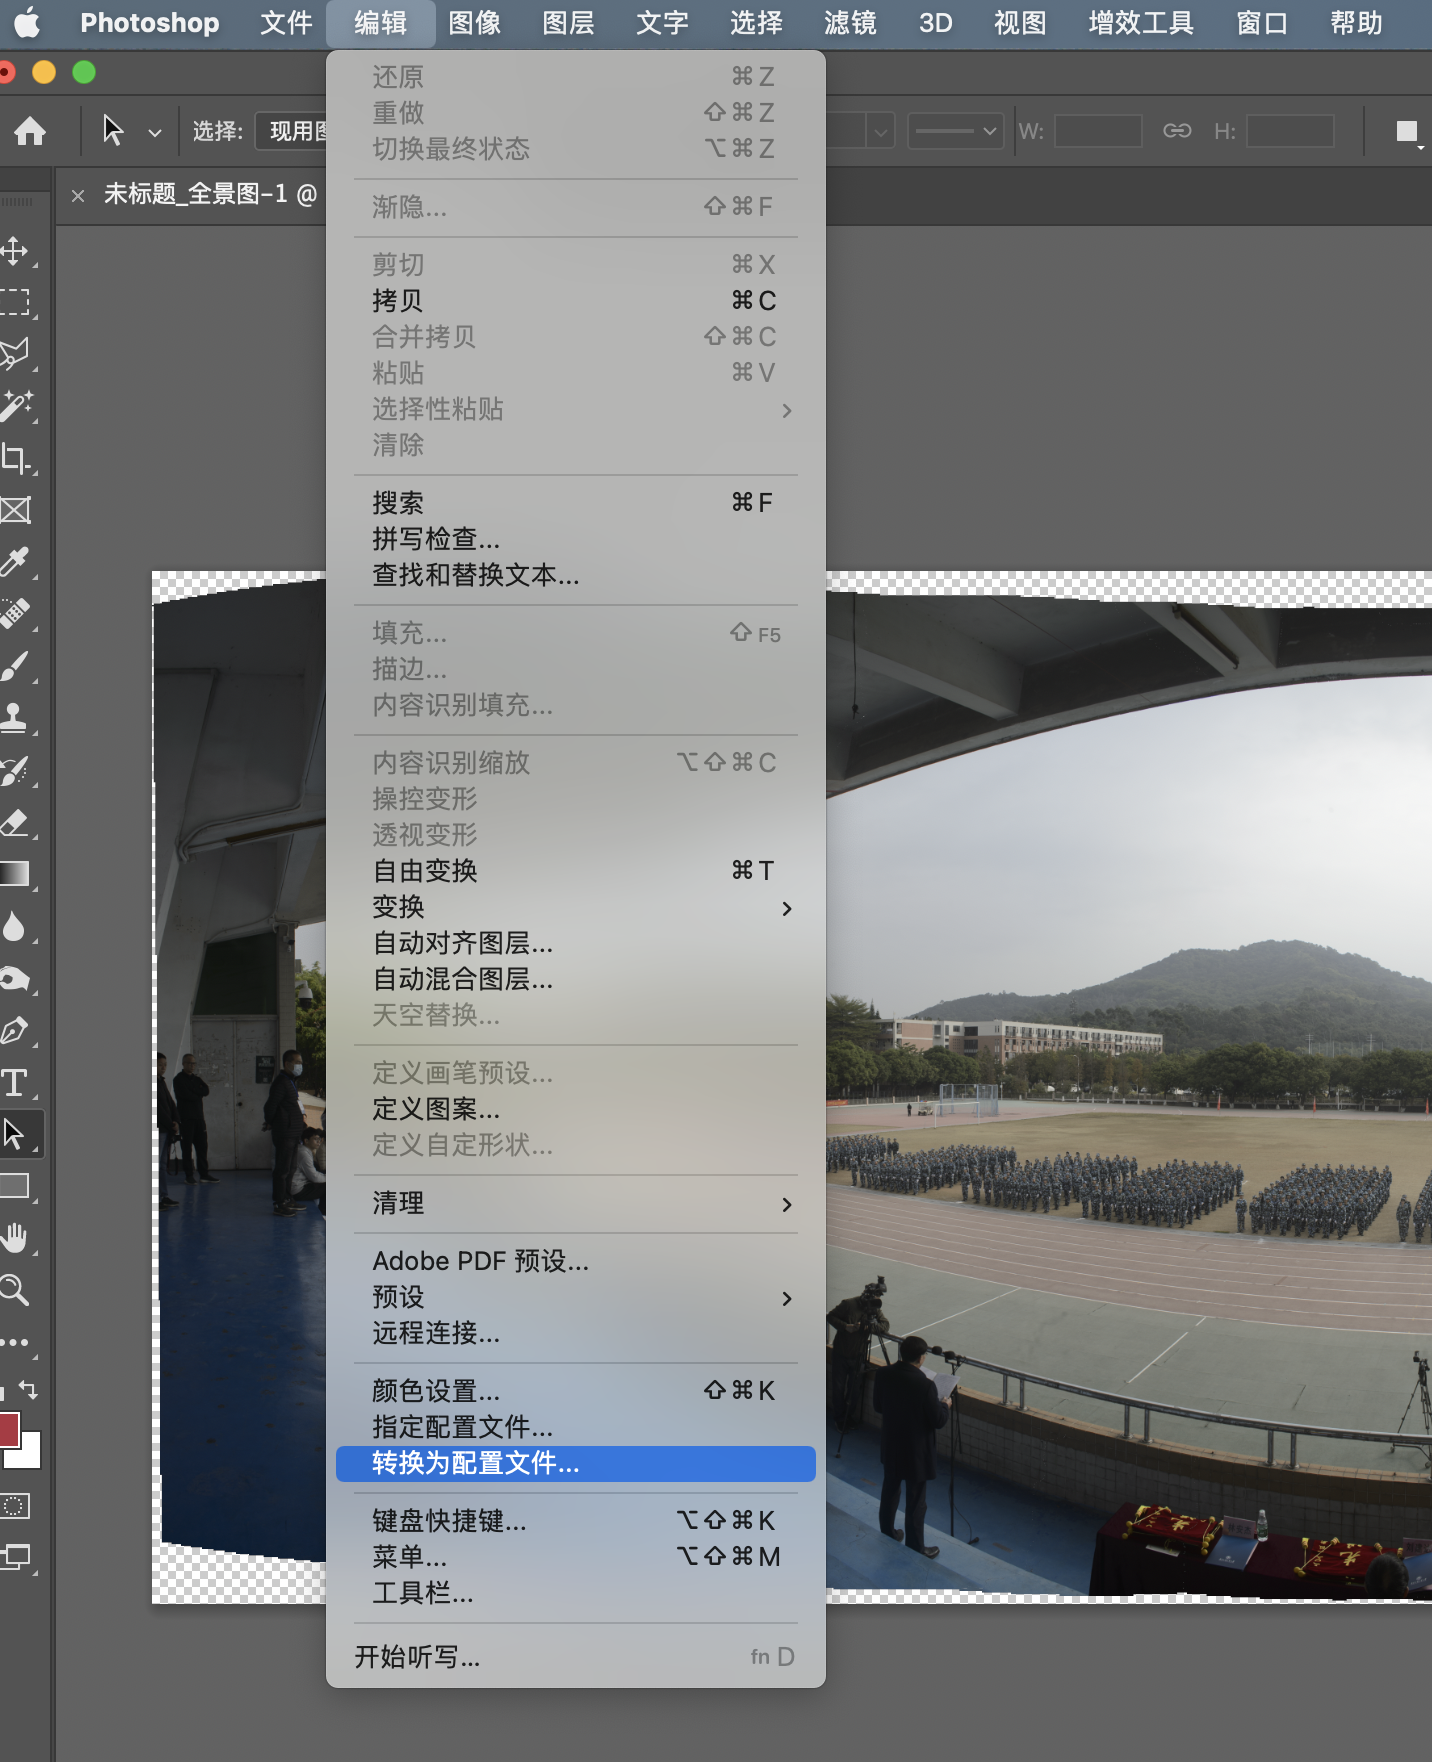 Photoshop 文件 编辑 图像 图层 文字 选择 滤镜 3D 视图 增效工具 窗口 帮助
选择: 现用图 W: H:
× 未标题_全景图-1 @
还原 ⌘Z
重做 ⇧⌘Z
切换最终状态 ⌥⌘Z
渐隐... ⇧⌘F
剪切 ⌘X
拷贝 ⌘C
合并拷贝 ⇧⌘C
粘贴 ⌘V
选择性粘贴 >
清除
搜索 ⌘F
拼写检查...
查找和替换文本...
填充... ⇧F5
描边...
内容识别填充...
内容识别缩放 ⌥⇧⌘C
操控变形
透视变形
自由变换 ⌘T
变换 >
自动对齐图层...
自动混合图层...
天空替换...
定义画笔预设...
定义图案...
定义自定形状...
清理 >
Adobe PDF 预设...
预设 >
远程连接...
颜色设置... ⇧⌘K
指定配置文件...
转换为配置文件...
键盘快捷键... ⌥⇧⌘K
菜单... ⌥⇧⌘M
工具栏...
开始听写... fn D